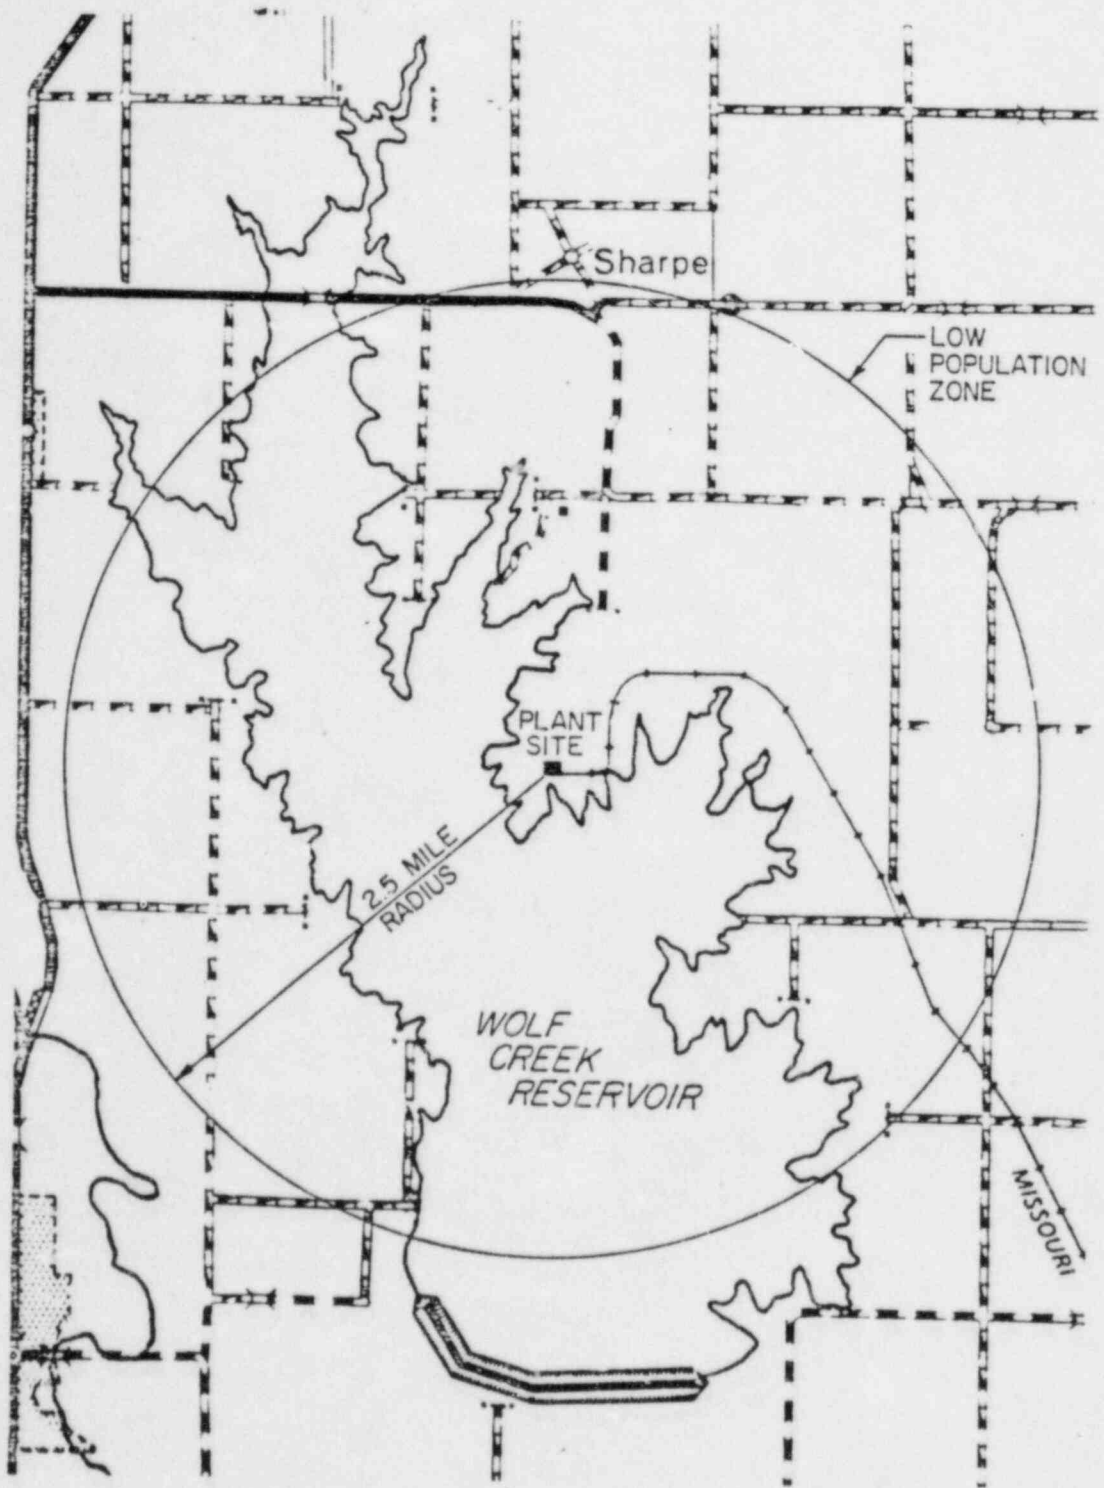 Sharpe
LOW
POPULATION
ZONE
PLANT
SITE
2.5 MILE
RADIUS
WOLF
CREEK
RESERVOIR
MISSOURI